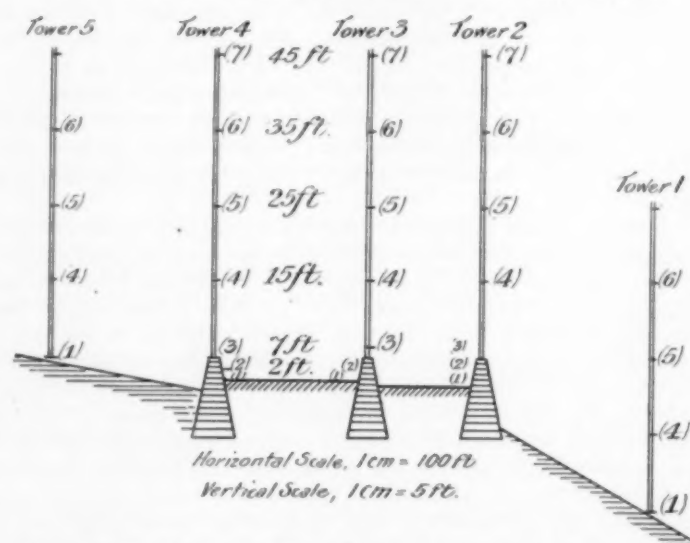 Tower 5 Tower 4 Tower 3 Tower 2
(7) 45 ft (7) (7)
(6) (6) 35 ft. (6) (6)
Tower 1
(5) (5) 25 ft (5) (5)
(4) (4) 15 ft. (4) (4) (6)
(1) (3) 7 ft (3) (3) (5)
(2) 2 ft. (2) (2)
(1) (1) (1)
(4)
Horizontal Scale, 1 cm = 100 ft
Vertical Scale, 1 cm = 5 ft.
(1)